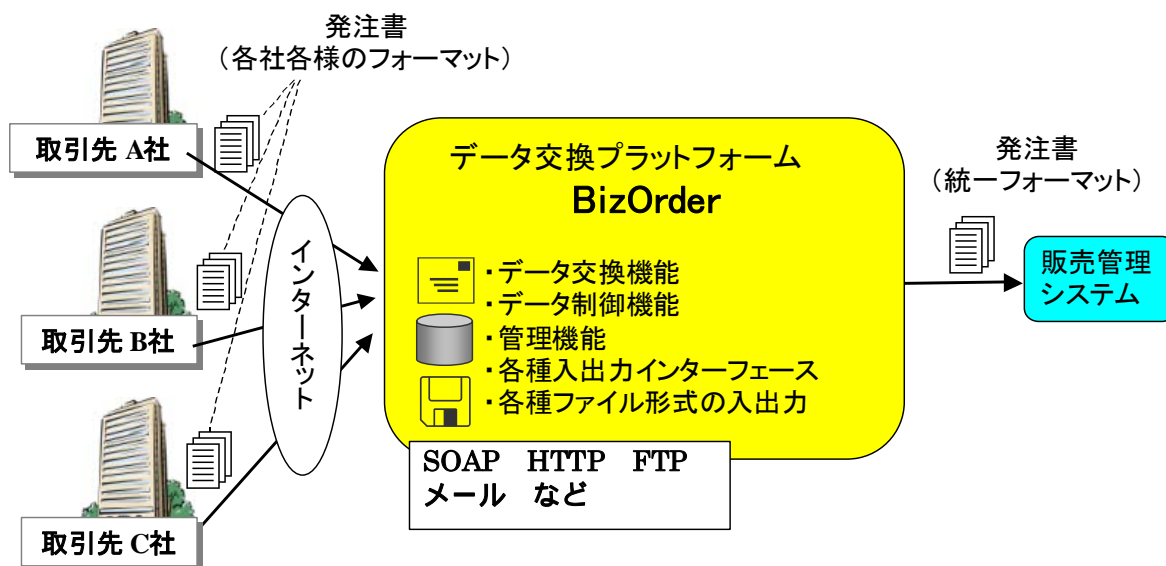 発注書
（各社各様のフォーマット）
取引先 A社
取引先 B社
取引先 C社
インターネット
データ交換プラットフォーム
BizOrder
・データ交換機能
・データ制御機能
・管理機能
・各種入出力インターフェース
・各種ファイル形式の入出力
SOAP　HTTP　FTP
メール　など
発注書
（統一フォーマット）
販売管理
システム